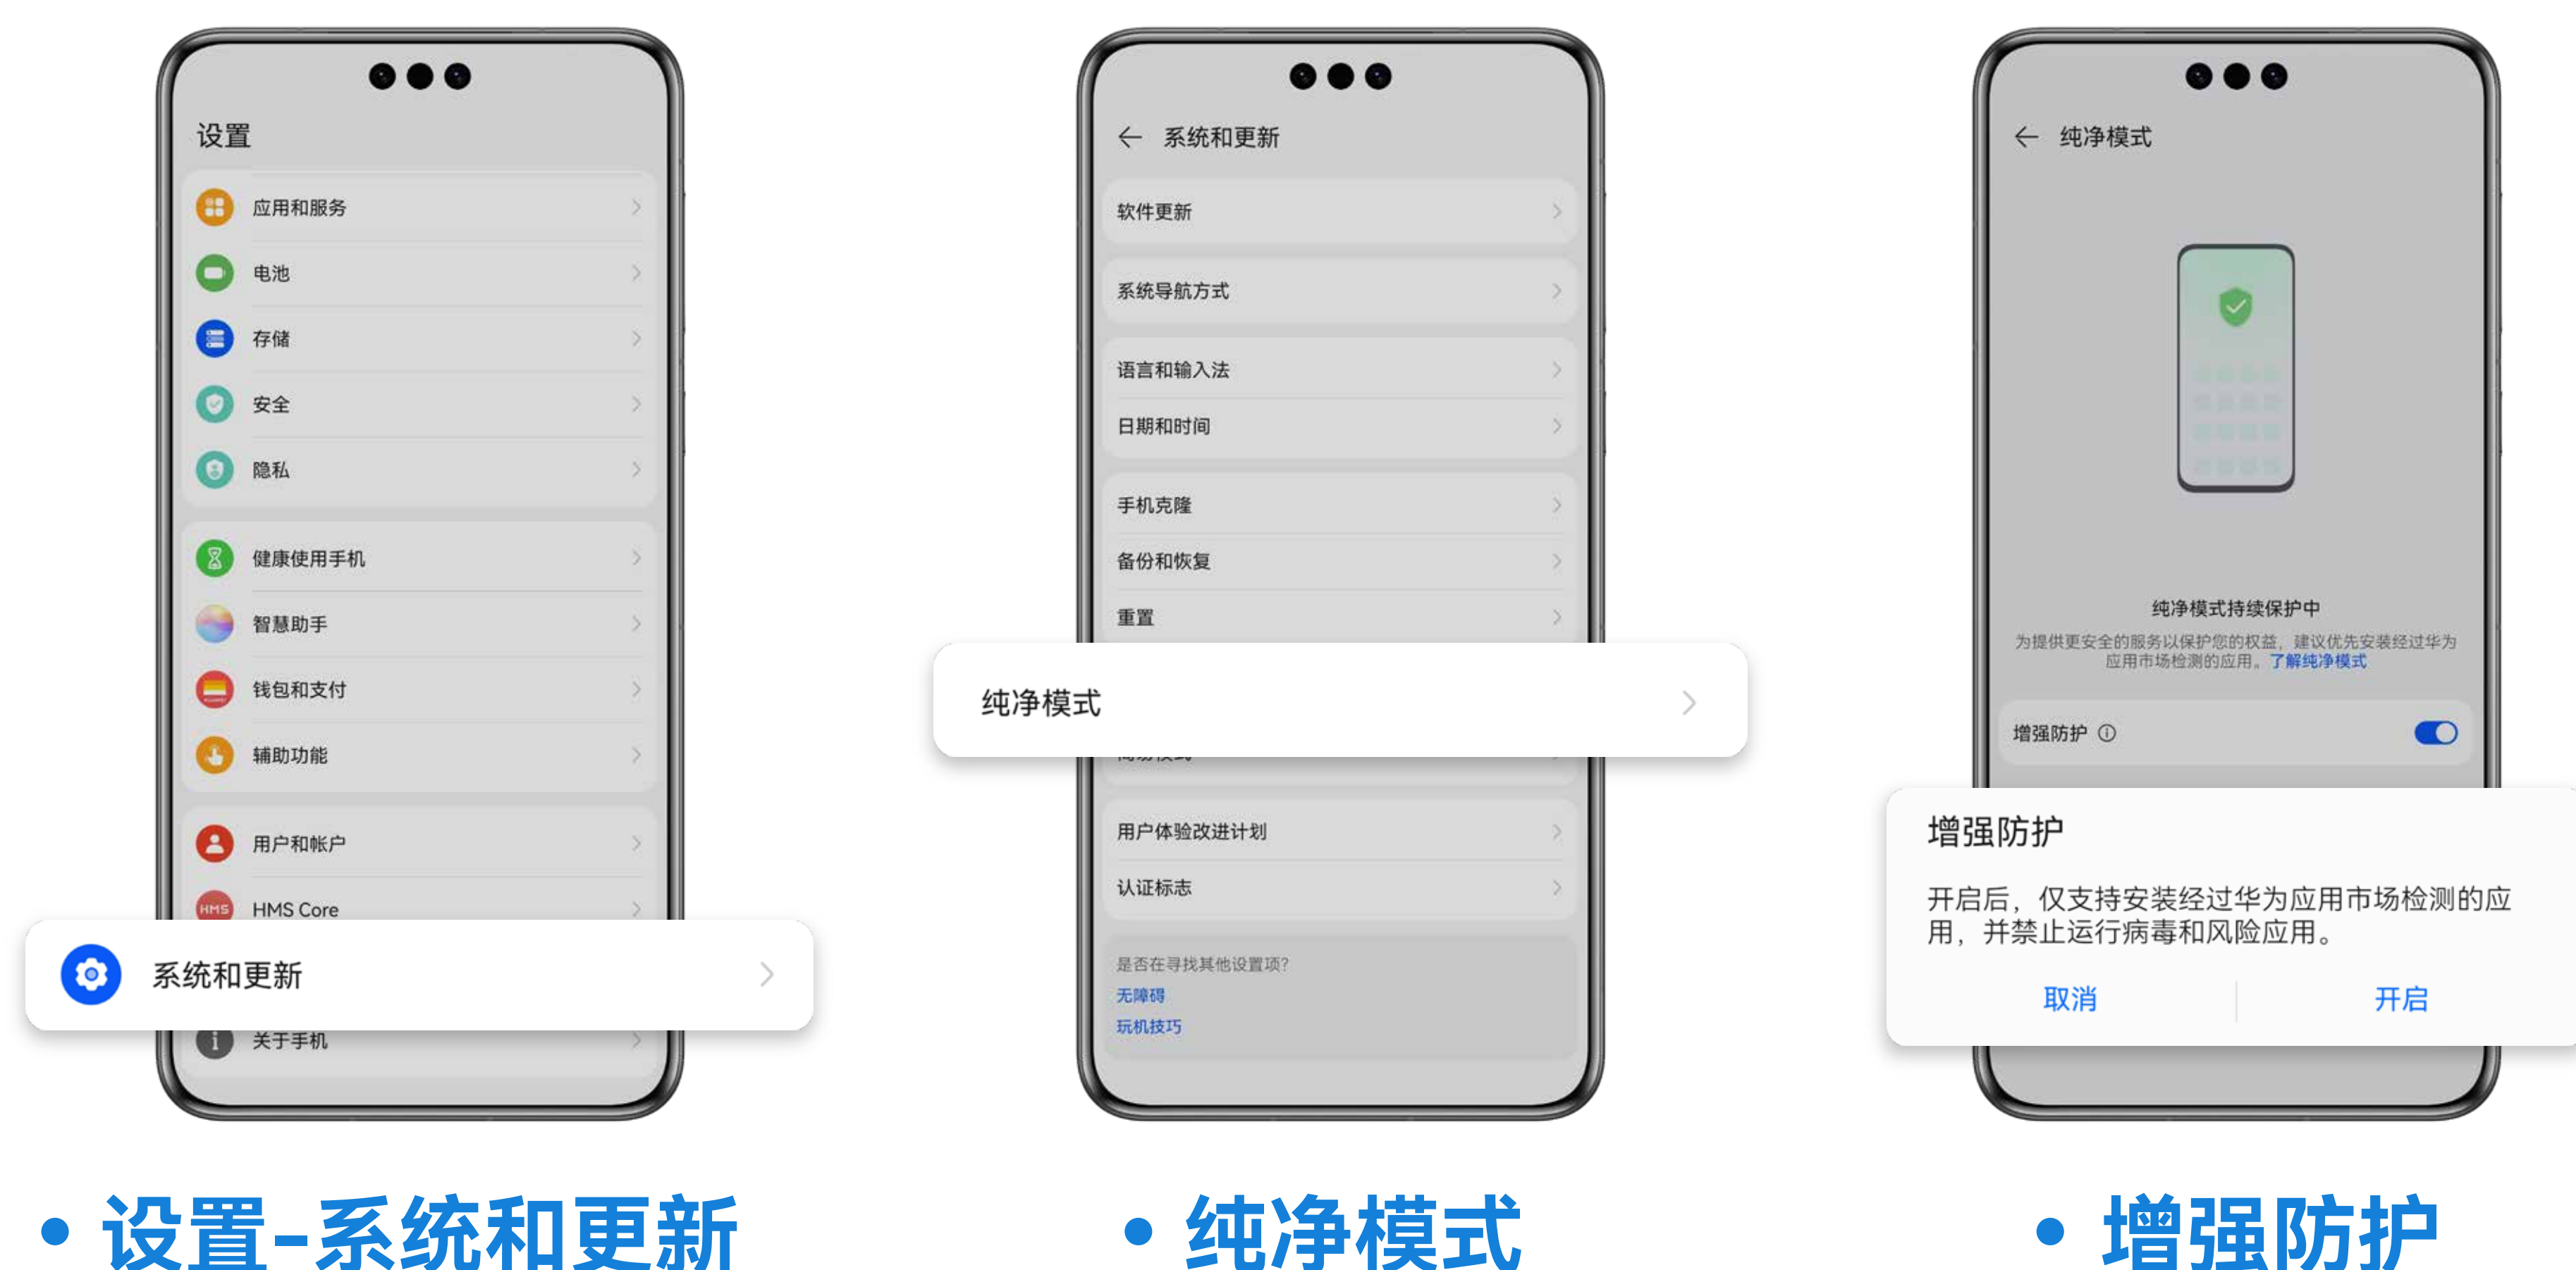 设置
应用和服务
电池
存储
安全
隐私
健康使用手机
智慧助手
钱包和支付
辅助功能
用户和帐户
HMS
HMS Core
系统和更新
关于手机
设置-系统和更新
系统和更新
软件更新
系统导航方式
语言和输入法
日期和时间
手机克隆
备份和恢复
重置
纯净模式
用户体验改进计划
认证标志
是否在寻找其他设置项?
无障碍
玩机技巧
纯净模式
纯净模式
纯净模式持续保护中
为提供更安全的服务以保护您的权益，建议优先安装经过华为
应用市场检测的应用。了解纯净模式
增强防护
增强防护
开启后，仅支持安装经过华为应用市场检测的应
用，并禁止运行病毒和风险应用。
取消
开启
增强防护